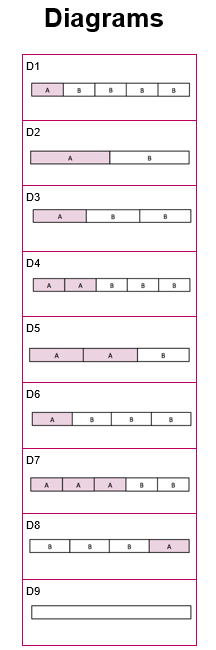 Diagrams
D1
A B B B B
D2
A B
D3
A B B
D4
A A B B B
D5
A A B
D6
A B B B
D7
A A A B B
D8
B B B A
D9